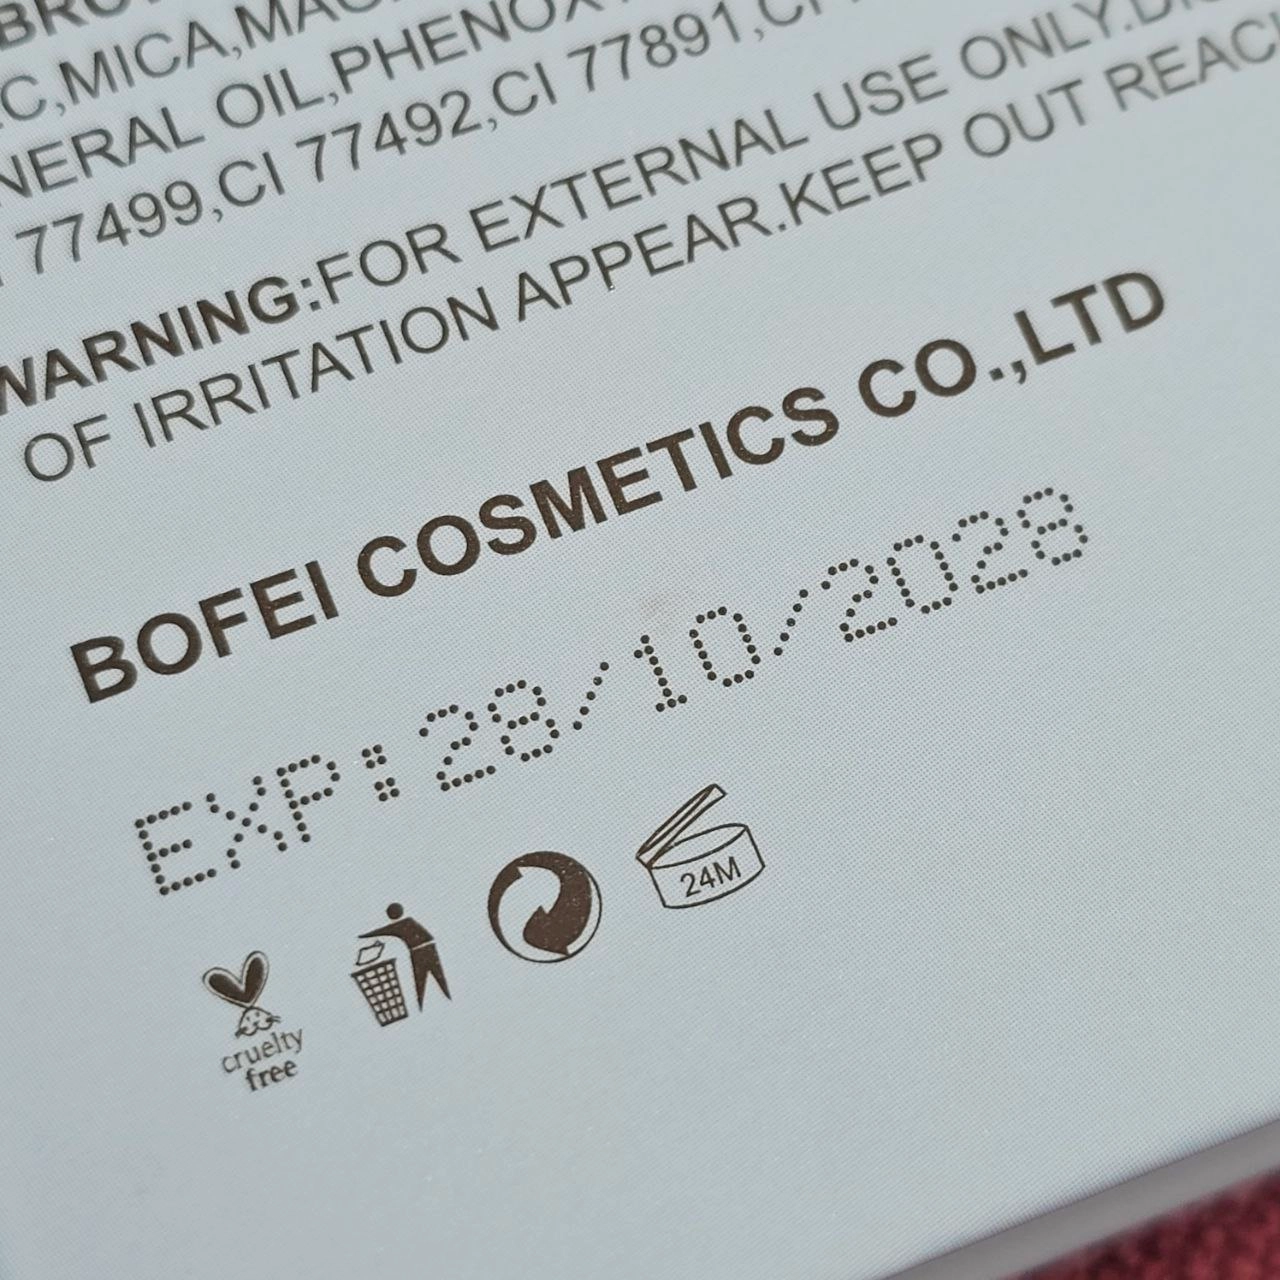 C,MICA,
NERAL OIL,
77499,CI 77492,CI 77891,
WARNING:FOR EXTERNAL USE ONLY.
OF IRRITATION APPEAR.KEEP OUT REACH
BOFEI COSMETICS CO.,LTD
EXP:28/10/2028
24M
cruelty
free